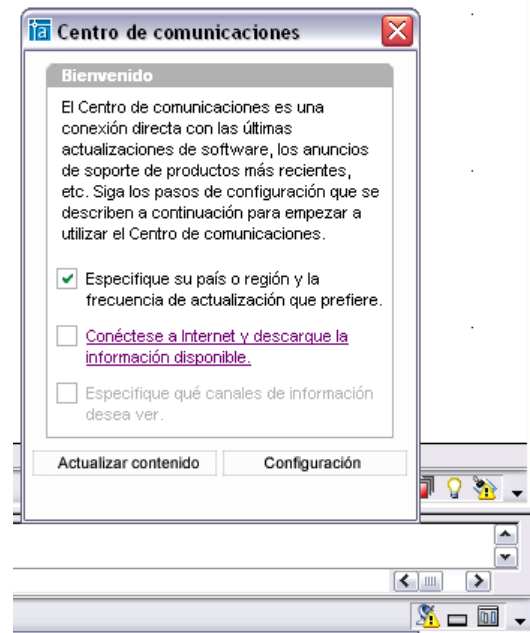 Centro de comunicaciones
Bienvenido
El Centro de comunicaciones es una
conexión directa con las últimas
actualizaciones de software, los anuncios
de soporte de productos más recientes,
etc. Siga los pasos de configuración que se
describen a continuación para empezar a
utilizar el Centro de comunicaciones.
Especifique su país o región y la
frecuencia de actualización que prefiere.
Conéctese a Internet y descargue la
información disponible.
Especifique qué canales de información
desea ver.
Actualizar contenido Configuración